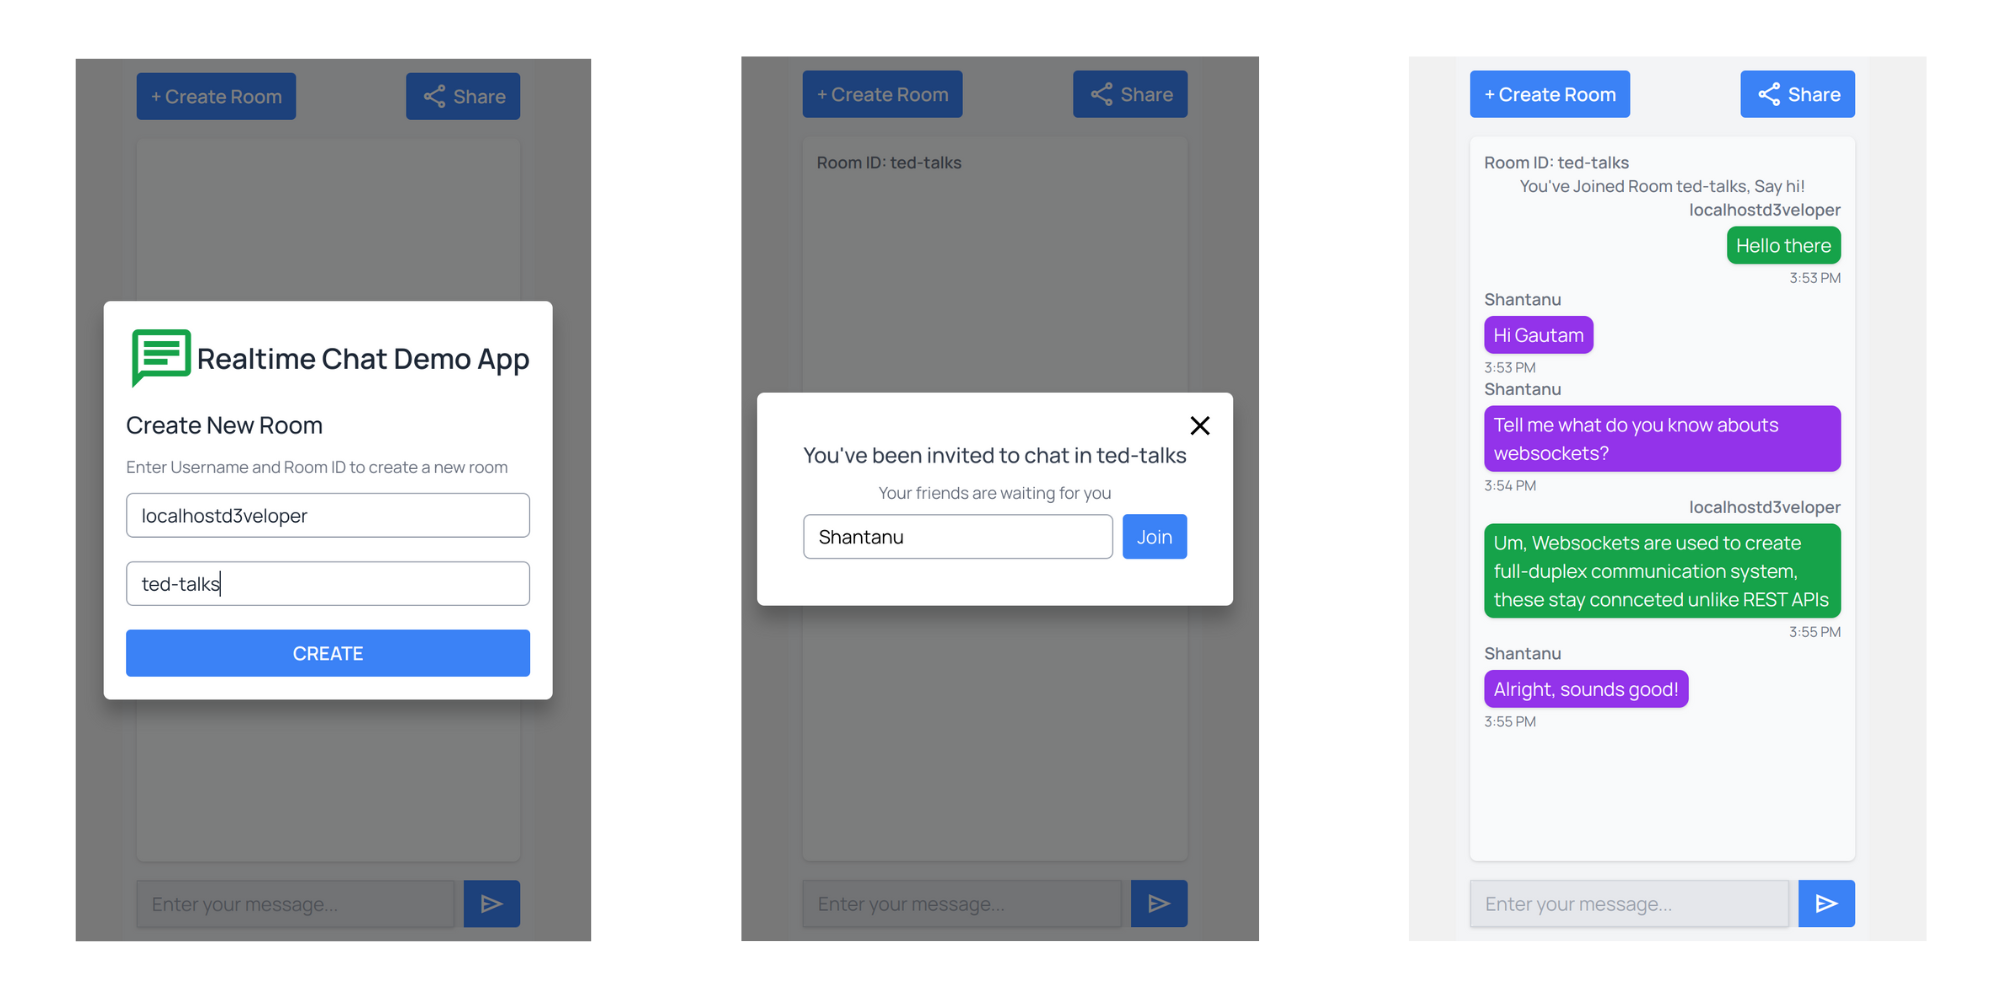 + Create Room
Share
Realtime Chat Demo App
Create New Room
Enter Username and Room ID to create a new room
localhostd3veloper
ted-talks
CREATE
Enter your message...
+ Create Room
Share
Room ID: ted-talks
You've been invited to chat in ted-talks
Your friends are waiting for you
Shantanu
Join
Enter your message...
+ Create Room
Share
Room ID: ted-talks
You've Joined Room ted-talks, Say hi!
localhostd3veloper
Hello there
3:53 PM
Shantanu
Hi Gautam
3:53 PM
Shantanu
Tell me what do you know abouts
websockets?
3:54 PM
localhostd3veloper
Um, Websockets are used to create
full-duplex communication system,
these stay connceted unlike REST APIs
3:55 PM
Shantanu
Alright, sounds good!
3:55 PM
Enter your message...